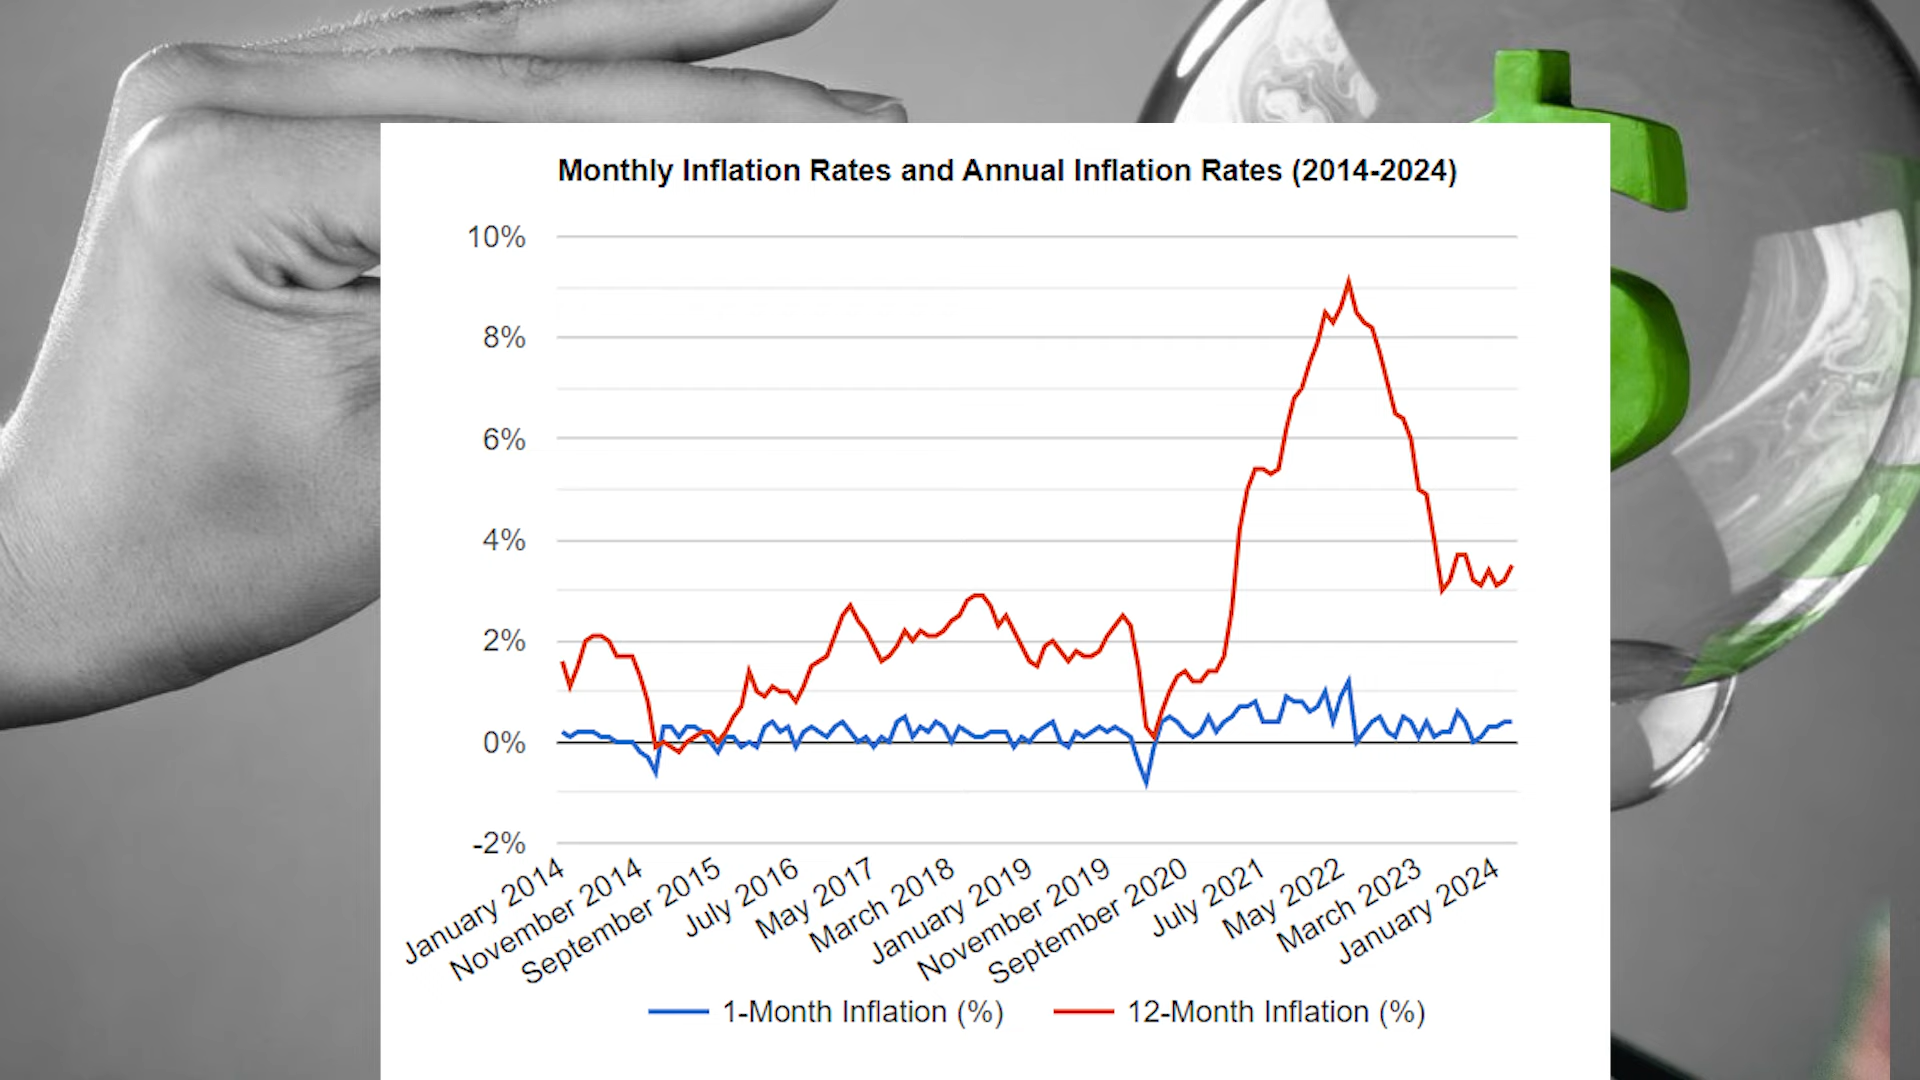 Monthly Inflation Rates and Annual Inflation Rates (2014-2024)
10%
8%
6%
4%
2%
0%
-2%
January 2014
November 2014
September 2015
July 2016
May 2017
March 2018
January 2019
November 2019
September 2020
July 2021
May 2022
March 2023
January 2024
1-Month Inflation (%)
12-Month Inflation (%)